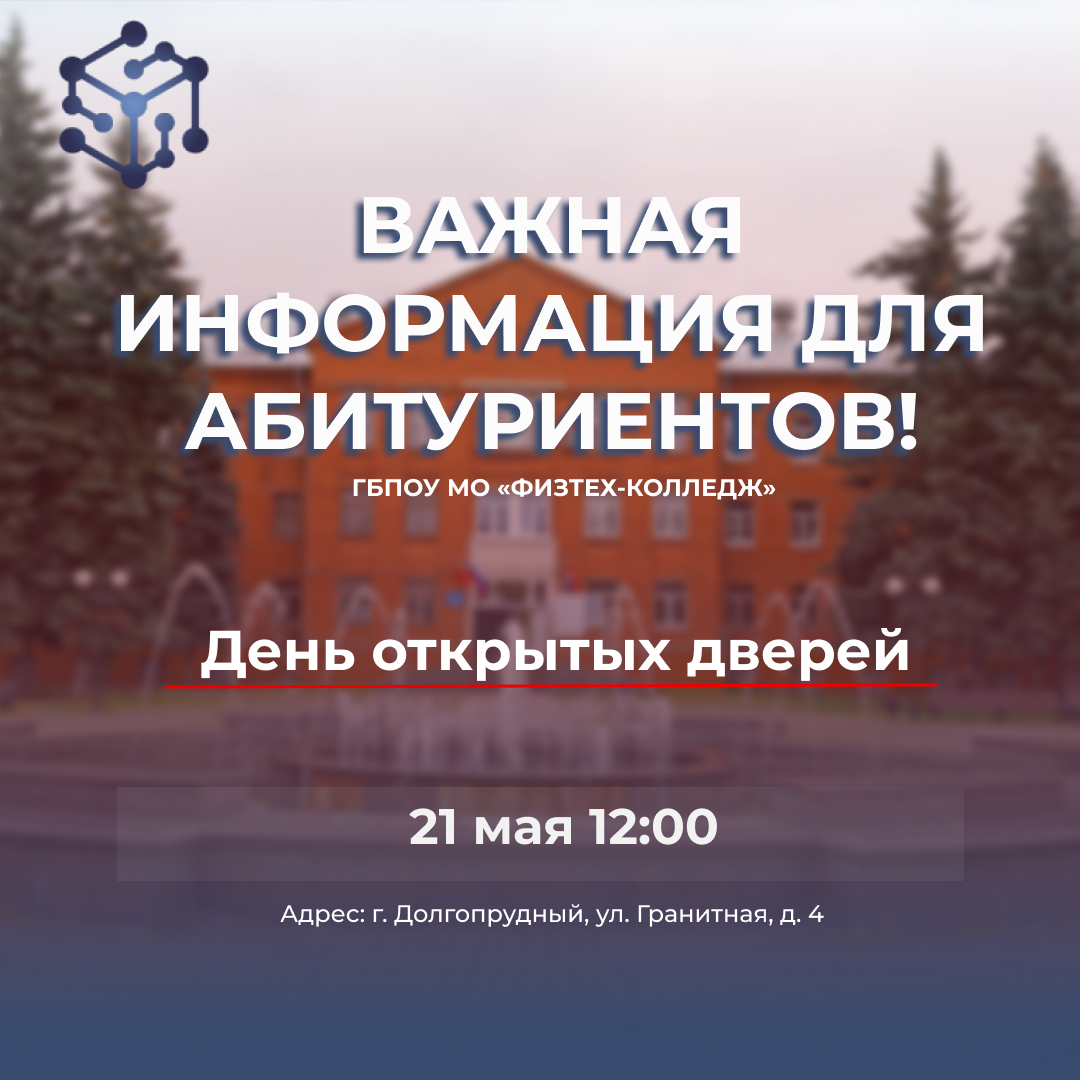 ВАЖНАЯ
ИНФОРМАЦИЯ ДЛЯ
АБИТУРИЕНТОВ!
ГБПОУ МО «ФИЗТЕХ-КОЛЛЕДЖ»
День открытых дверей
21 мая 12:00
Адрес: г. Долгопрудный, ул. Гранитная, д. 4